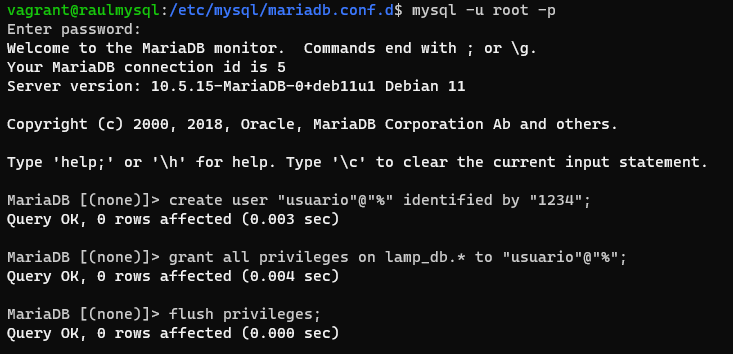 vagrant@raulmysql:/etc/mysql/mariadb.conf.d$ mysql -u root -p
Enter password:
Welcome to the MariaDB monitor.  Commands end with ; or \g.
Your MariaDB connection id is 5
Server version: 10.5.15-MariaDB-0+deb11u1 Debian 11

Copyright (c) 2000, 2018, Oracle, MariaDB Corporation Ab and others.

Type 'help;' or '\h' for help. Type '\c' to clear the current input statement.

MariaDB [(none)]> create user "usuario"@"%" identified by "1234";
Query OK, 0 rows affected (0.003 sec)

MariaDB [(none)]> grant all privileges on lamp_db.* to "usuario"@"%";
Query OK, 0 rows affected (0.004 sec)

MariaDB [(none)]> flush privileges;
Query OK, 0 rows affected (0.000 sec)